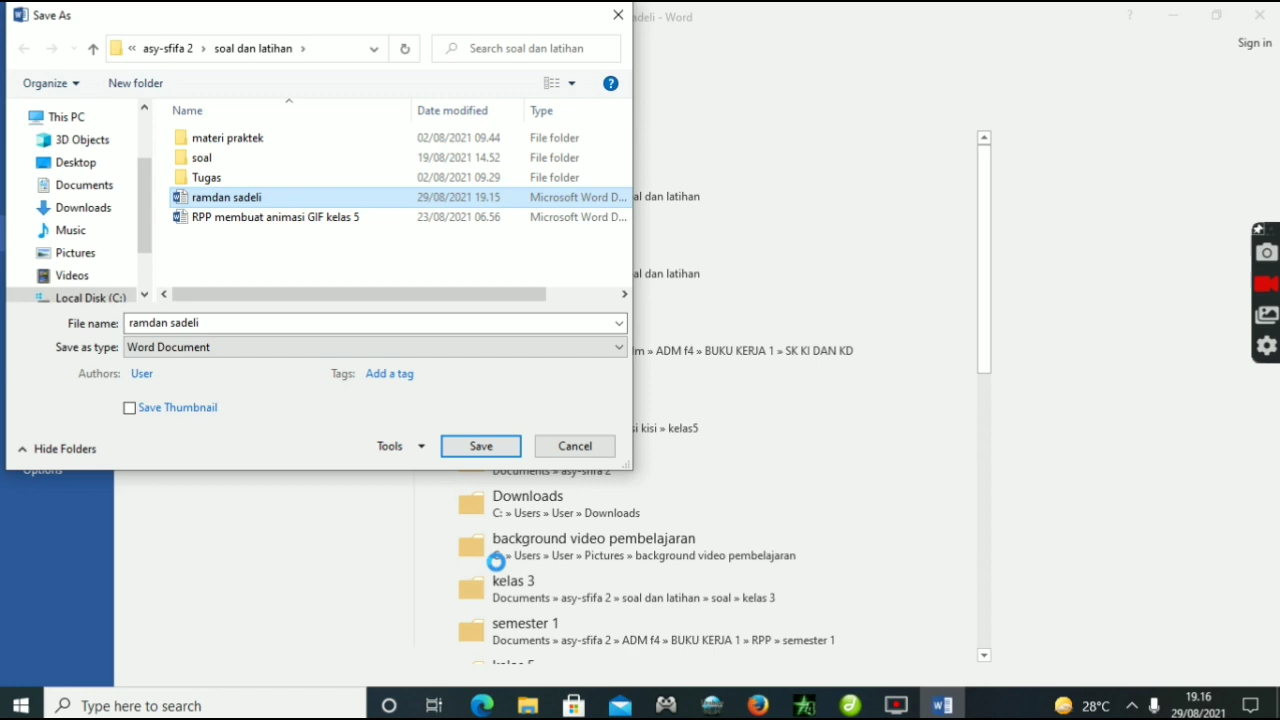 Save As
adeli - Word
?
Sign in
« asy-sfifa 2 › soal dan latihan ›
Search soal dan latihan
Organize
New folder
?
This PC
3D Objects
Desktop
Documents
Downloads
Music
Pictures
Videos
Local Disk (C:)
Name
Date modified
Type
materi praktek
02/08/2021 09.44
File folder
soal
19/08/2021 14.52
File folder
Tugas
02/08/2021 09.29
File folder
ramdan sadeli
29/08/2021 19.15
Microsoft Word D...
RPP membuat animasi GIF kelas 5
23/08/2021 06.56
Microsoft Word D...
File name: ramdan sadeli
Save as type: Word Document
Authors: User
Tags: Add a tag
Save Thumbnail
Hide Folders
Tools
Save
Cancel
al dan latihan
al dan latihan
lm » ADM f4 » BUKU KERJA 1 » SK KI DAN KD
si kisi » kelas5
Options
Documents » asy-sfifa 2
Downloads
C: » Users » User » Downloads
background video pembelajaran
C: » Users » User » Pictures » background video pembelajaran
kelas 3
Documents » asy-sfifa 2 » soal dan latihan » soal » kelas 3
semester 1
Documents » asy-sfifa 2 » ADM f4 » BUKU KERJA 1 » RPP » semester 1
kelas 5
Type here to search
28°C
19.16
29/08/2021